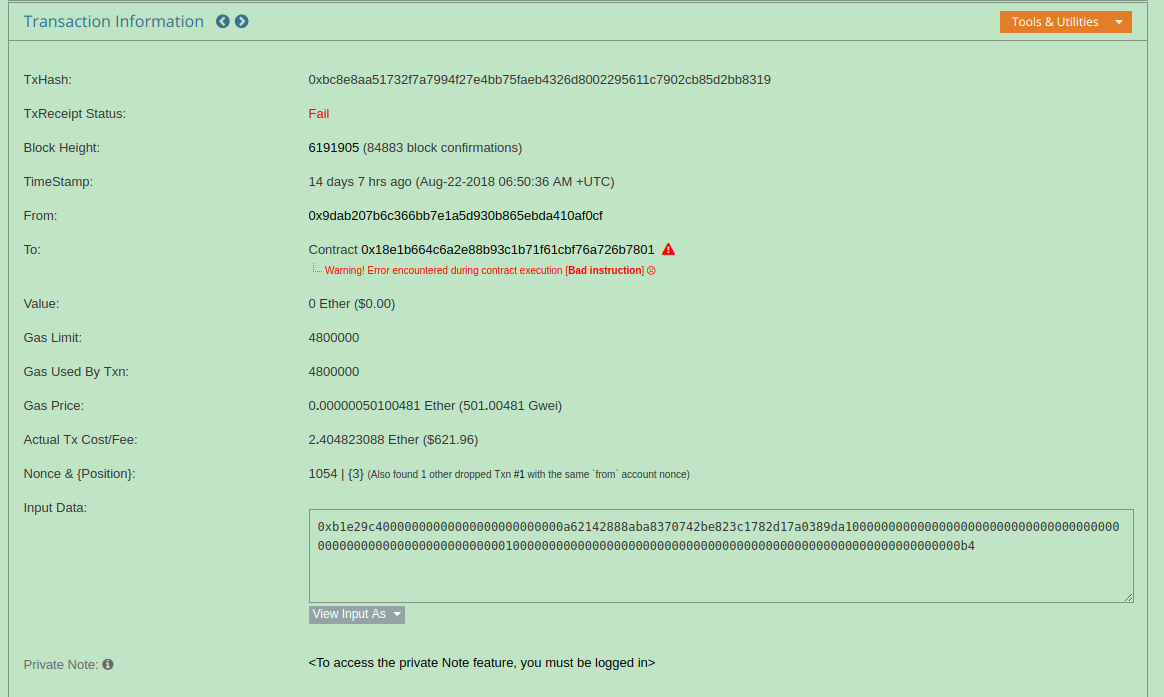 Transaction Information
Tools & Utilities
TxHash: 0xbc8e8aa51732f7a7994f27e4bb75faeb4326d8002295611c7902cb85d2bb8319
TxReceipt Status: Fail
Block Height: 6191905 (84883 block confirmations)
TimeStamp: 14 days 7 hrs ago (Aug-22-2018 06:50:36 AM +UTC)
From: 0x9dab207b6c366bb7e1a5d930b865ebda410af0cf
To: Contract 0x18e1b664c6a2e88b93c1b71f61cbf76a726b7801
Warning! Error encountered during contract execution [Bad instruction]
Value: 0 Ether ($0.00)
Gas Limit: 4800000
Gas Used By Txn: 4800000
Gas Price: 0.00000050100481 Ether (501.00481 Gwei)
Actual Tx Cost/Fee: 2.404823088 Ether ($621.96)
Nonce & {Position}: 1054 | {3} (Also found 1 other dropped Txn #1 with the same `from` account nonce)
Input Data:
0xb1e29c40000000000000000000000000a62142888aba8370742be823c1782d17a0389da10000000000000000000000000000000000000
0000000000000000000000000010000000000000000000000000000000000000000000000000000000000000000b4
View Input As
Private Note: <To access the private Note feature, you must be logged in>